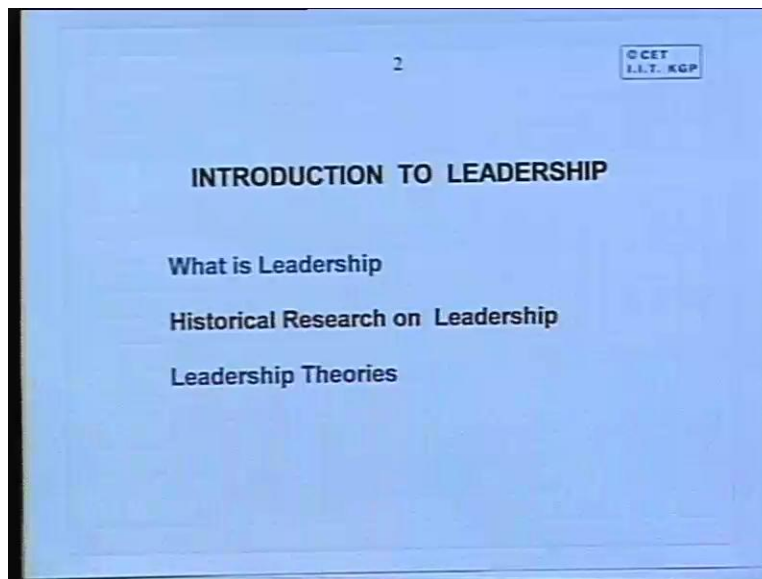 2
©CET
I.I.T. KGP
INTRODUCTION TO LEADERSHIP
What is Leadership
Historical Research on Leadership
Leadership Theories